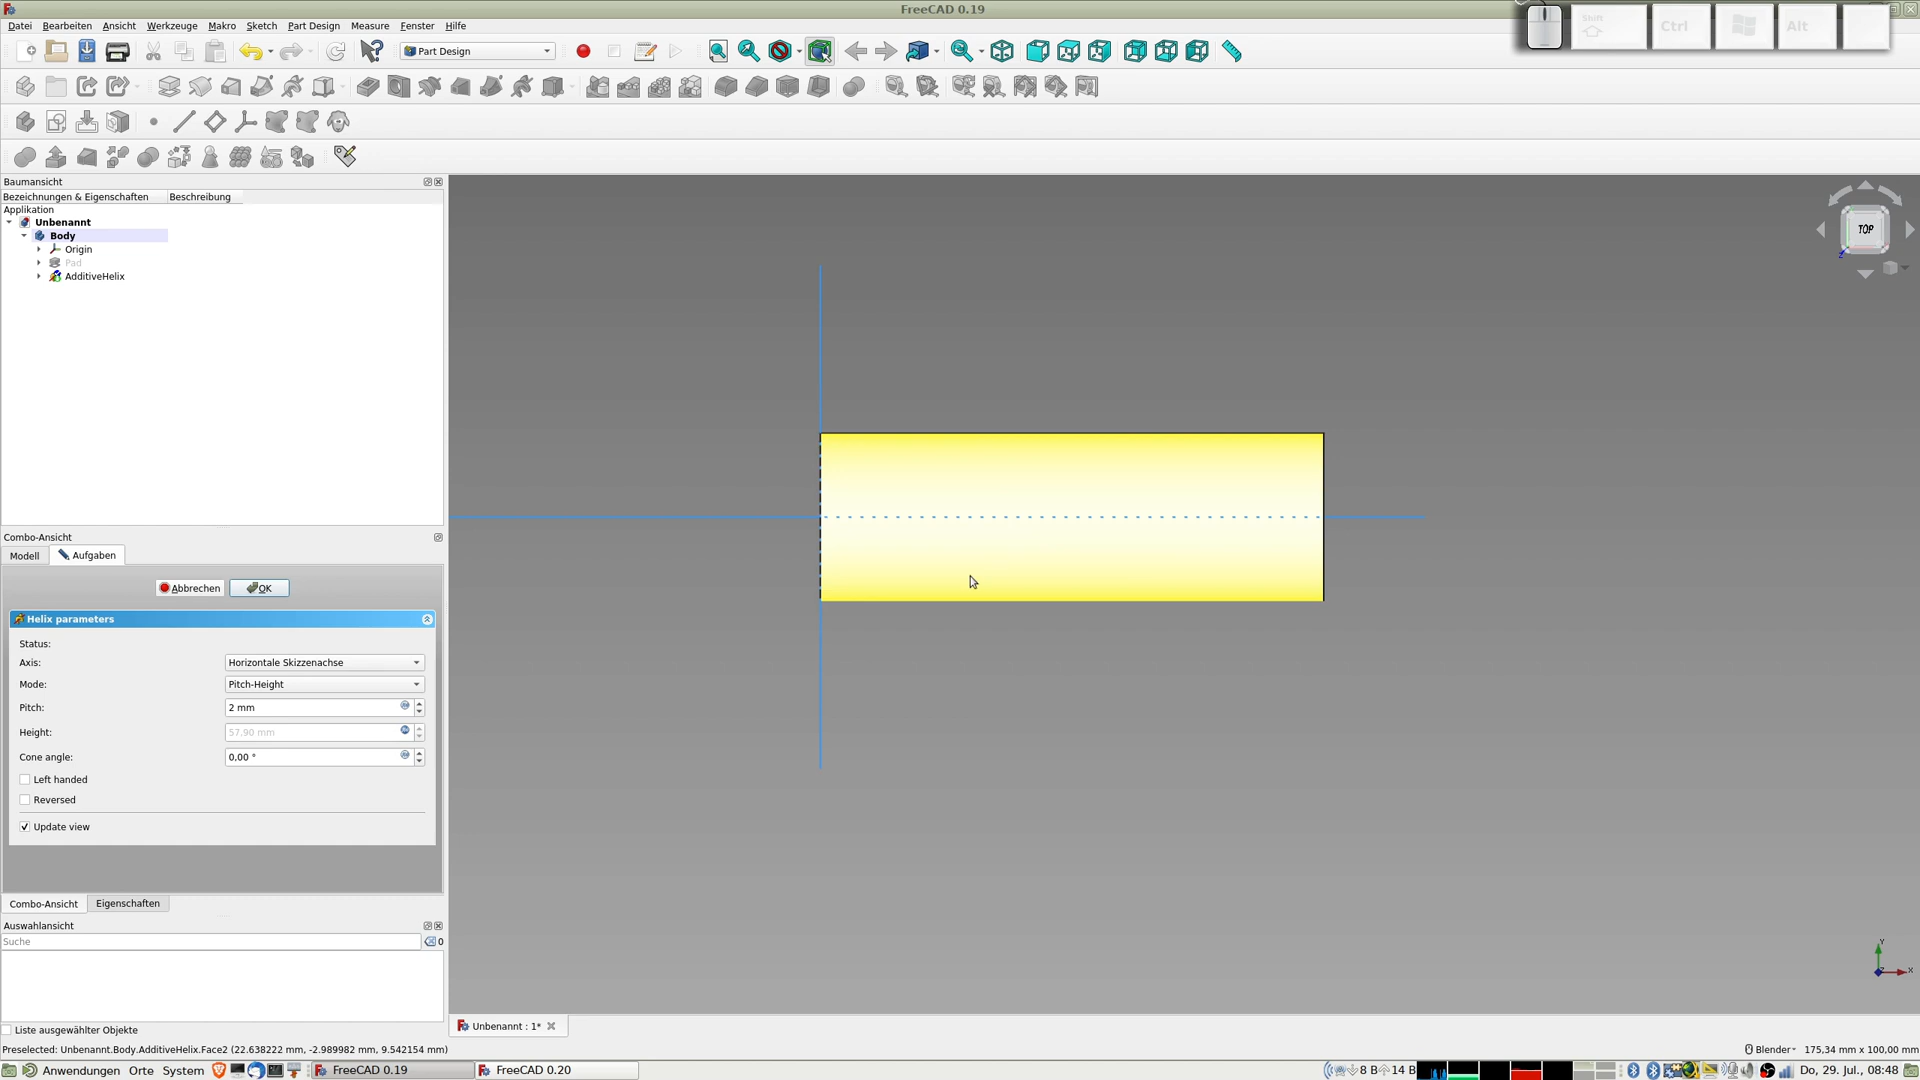 FreeCAD 0.19
Datei Bearbeiten Ansicht Werkzeuge Makro Sketch Part Design Measure Fenster Hilfe
Shift Ctrl Alt
Part Design
Baumansicht
Bezeichnungen & Eigenschaften Beschreibung
Applikation
Unbenannt
Body
Origin
Pad
AdditiveHelix
TOP
Z
Combo-Ansicht
Modell Aufgaben
Abbrechen OK
Helix parameters
Status:
Axis: Horizontale Skizzenachse
Mode: Pitch-Height
Pitch: 2 mm
Height: 57.90 mm
Cone angle: 0,00 °
Left handed
Reversed
Update view
Combo-Ansicht Eigenschaften
Auswahlansicht
Suche 0
Y
Z X
Unbenannt : 1*
Liste ausgewählter Objekte
Preselected: Unbenannt.Body.AdditiveHelix.Face2 (22.638222 mm, -2.989982 mm, 9.542154 mm) Blender 175,34 mm x 100,00 mm
Anwendungen Orte System FreeCAD 0.19 FreeCAD 0.20 8 B 14 B Do, 29. Jul., 08:48